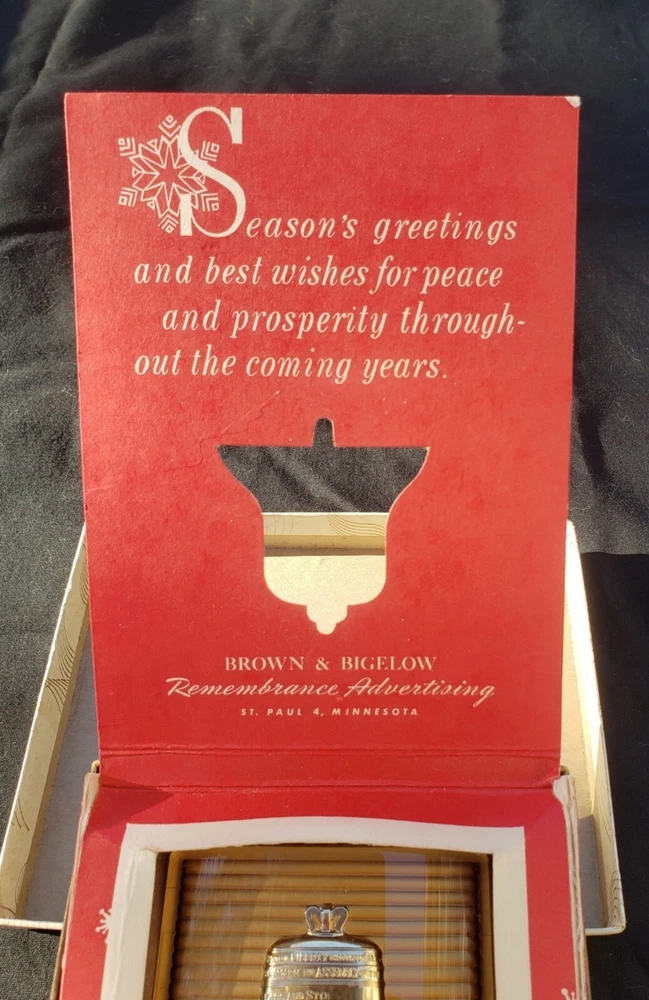 Season's greetings
and best wishes for peace
and prosperity through-
out the coming years.
BROWN & BIGELOW
Remembrance Advertising
ST. PAUL 4, MINNESOTA